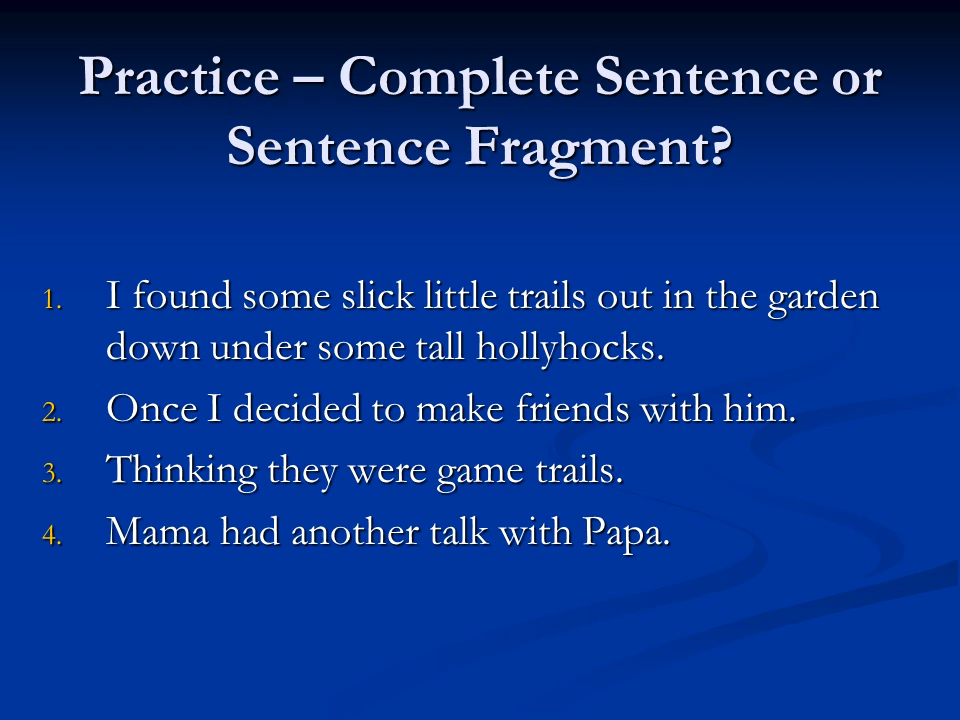 Practice – Complete Sentence or
Sentence Fragment?
1. I found some slick little trails out in the garden
down under some tall hollyhocks.
2. Once I decided to make friends with him.
3. Thinking they were game trails.
4. Mama had another talk with Papa.